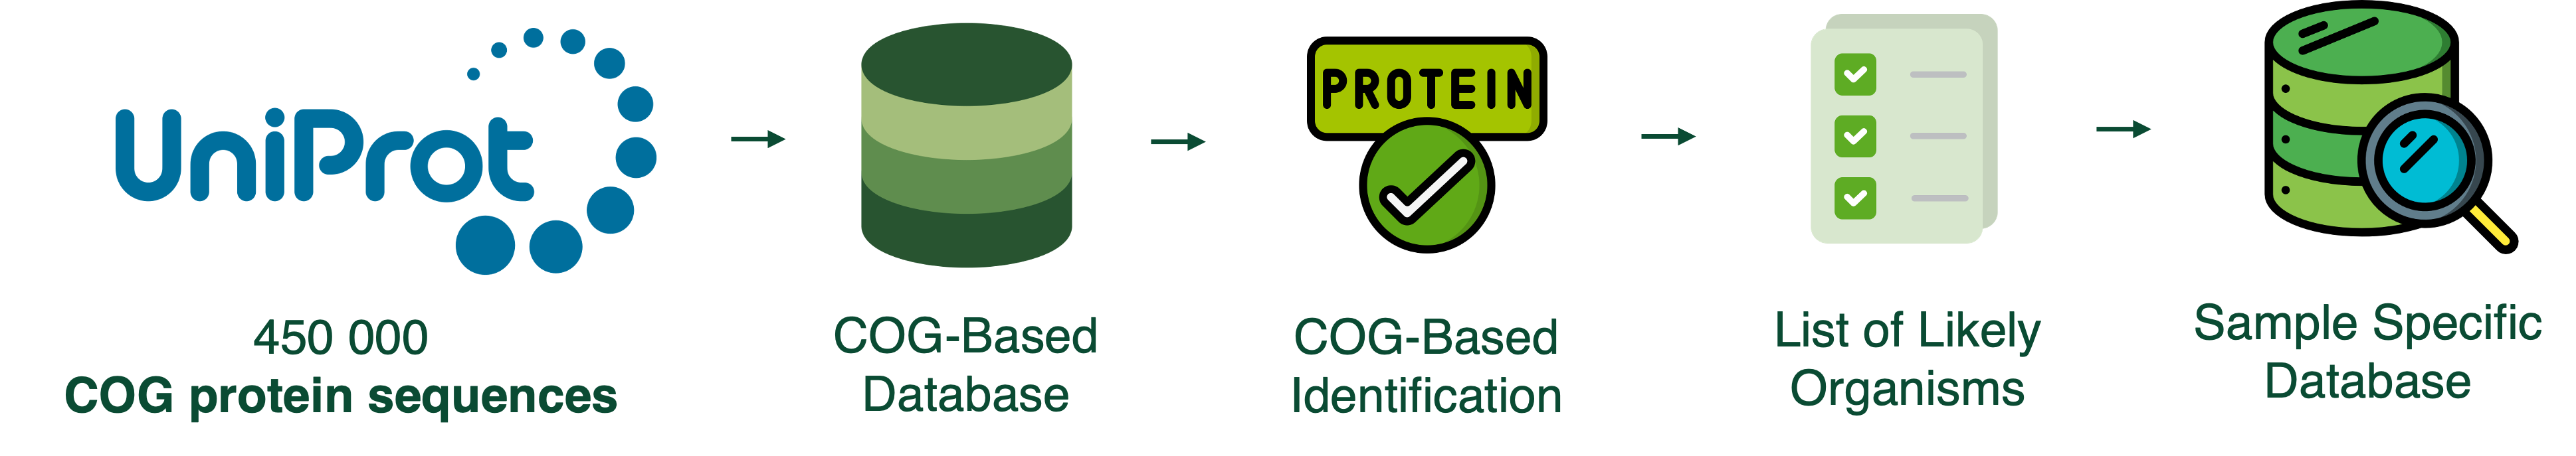 UniProt
450 000
COG protein sequences
COG-Based
Database
PROTEIN
COG-Based
Identification
List of Likely
Organisms
Sample Specific
Database